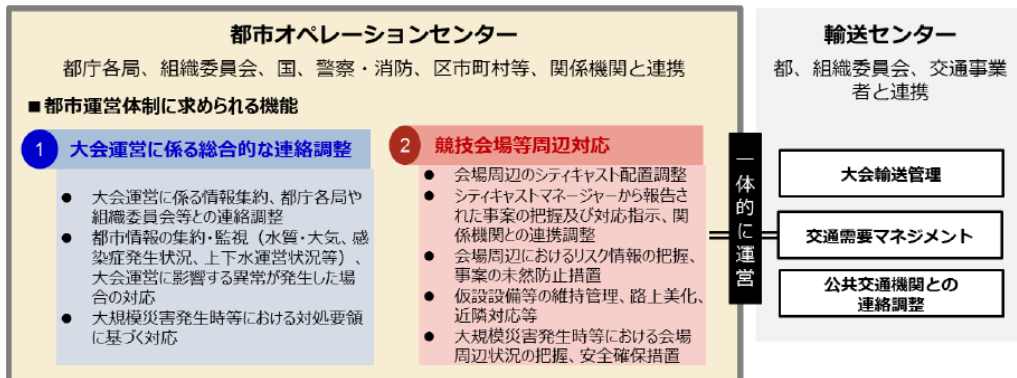 都市オペレーションセンター
都庁各局、組織委員会、国、警察・消防、区市町村等、関係機関と連携
■都市運営体制に求められる機能
1 大会運営に係る総合的な連絡調整
● 大会運営に係る情報集約、都庁各局や
組織委員会等との連絡調整
● 都市情報の集約・監視（水質・大気、感
染症発生状況、上下水運営状況等）、
大会運営に影響する異常が発生した場
合の対応
● 大規模災害発生時等における対処要領
に基づく対応
2 競技会場等周辺対応
● 会場周辺のシティキャスト配置調整
● シティキャストマネージャーから報告さ
れた事案の把握及び対応指示、関
係機関との連携調整
● 会場周辺におけるリスク情報の把握、
事案の未然防止措置
● 仮設設備等の維持管理、路上美化、
近隣対応等
● 大規模災害発生時等における会場
周辺状況の把握、安全確保措置
一体的に運営
輸送センター
都、組織委員会、交通事業
者と連携
大会輸送管理
交通需要マネジメント
公共交通機関との
連絡調整